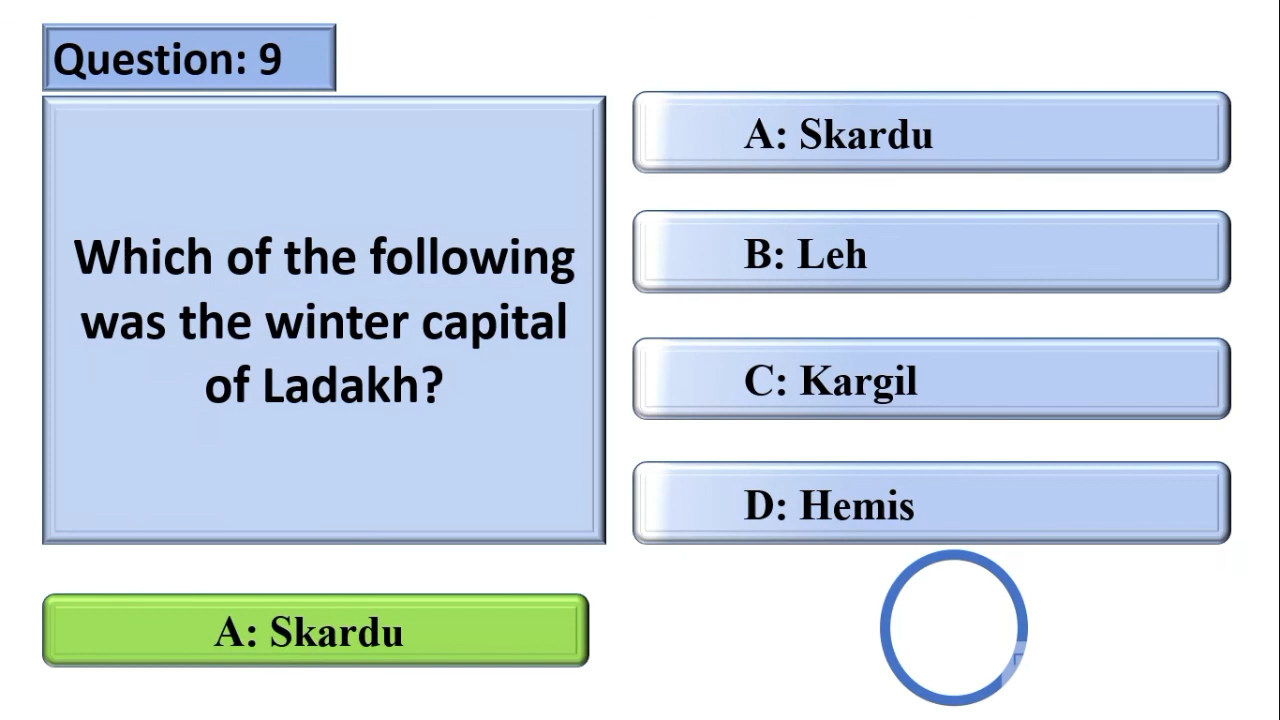 Question: 9
Which of the following
was the winter capital
of Ladakh?
A: Skardu
B: Leh
C: Kargil
D: Hemis
A: Skardu